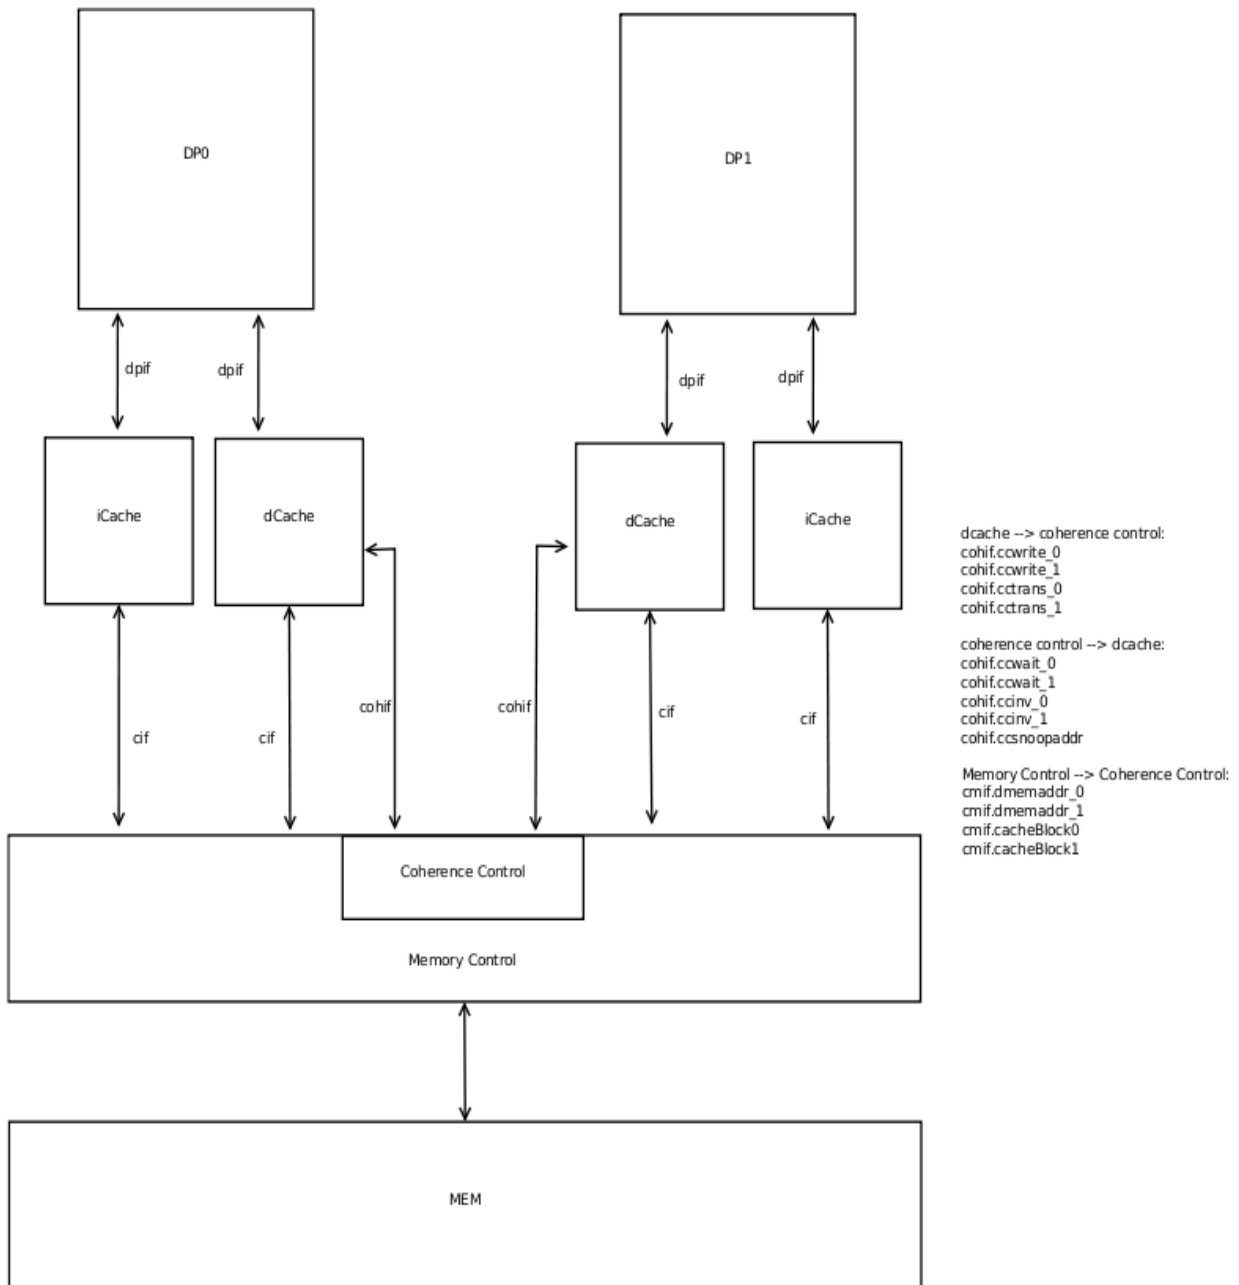 DP0
DP1
dpif
dpif
dpif
dpif
iCache
dCache
dCache
iCache
cif
cif
cohif
cohif
cif
cif
dcache --> coherence control:
cohif.ccwrite_0
cohif.ccwrite_1
cohif.cctrans_0
cohif.cctrans_1
coherence control --> dcache:
cohif.ccwait_0
cohif.ccwait_1
cohif.ccinv_0
cohif.ccinv_1
cohif.ccsnoopaddr
Memory Control --> Coherence Control:
cmif.dmemaddr_0
cmif.dmemaddr_1
cmif.cacheBlock0
cmif.cacheBlock1
Coherence Control
Memory Control
MEM